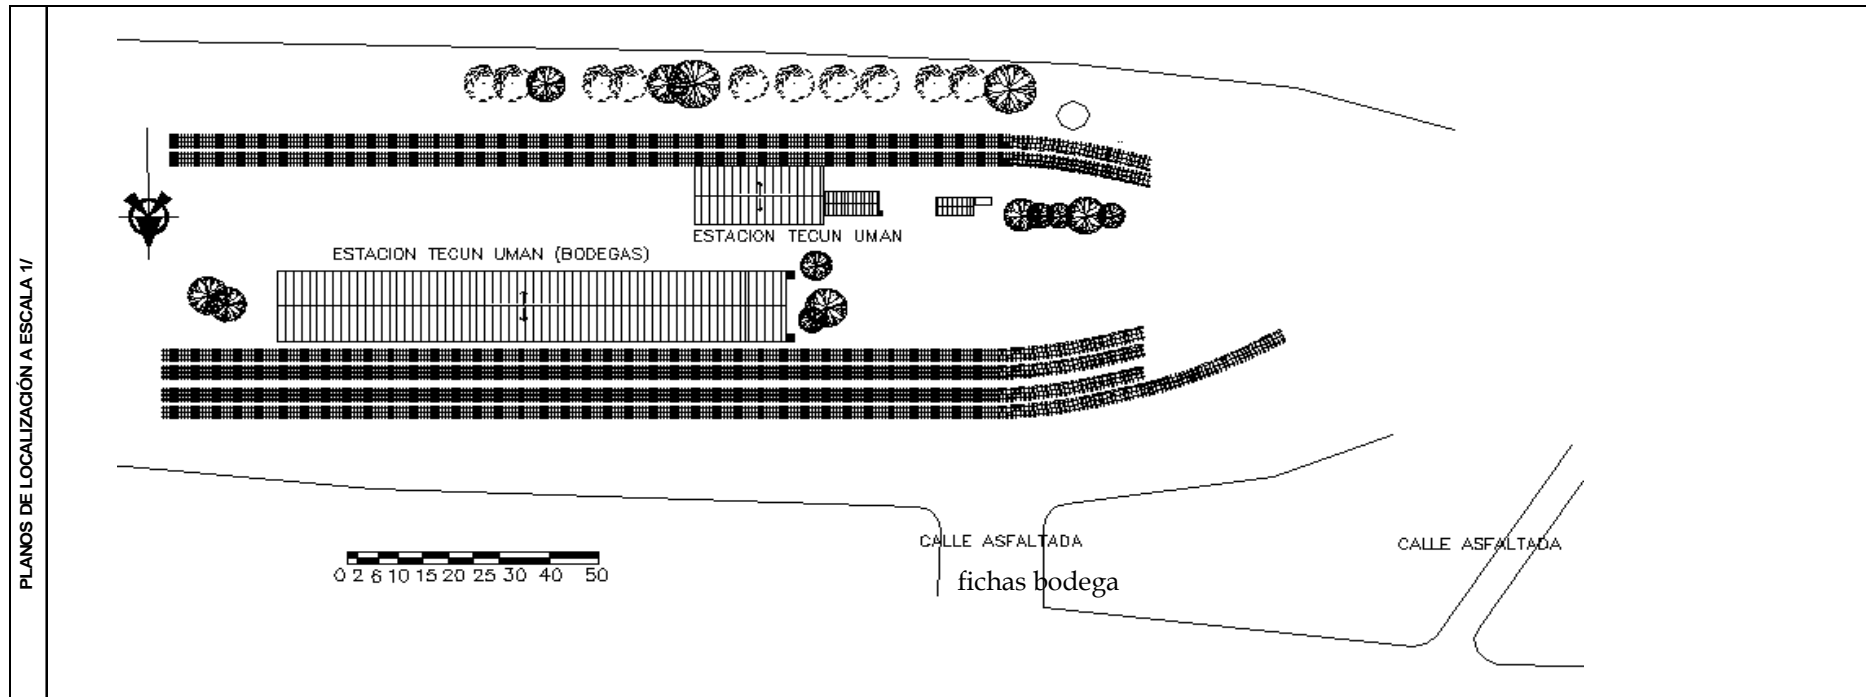 PLANOS DE LOCALIZACIÓN A ESCALA 1/
ESTACION TECUN UMAN
ESTACION TECUN UMAN (BODEGAS)
CALLE ASFALTADA
CALLE ASFALTADA
0 2 6 10 15 20 25 30 40 50
fichas bodega